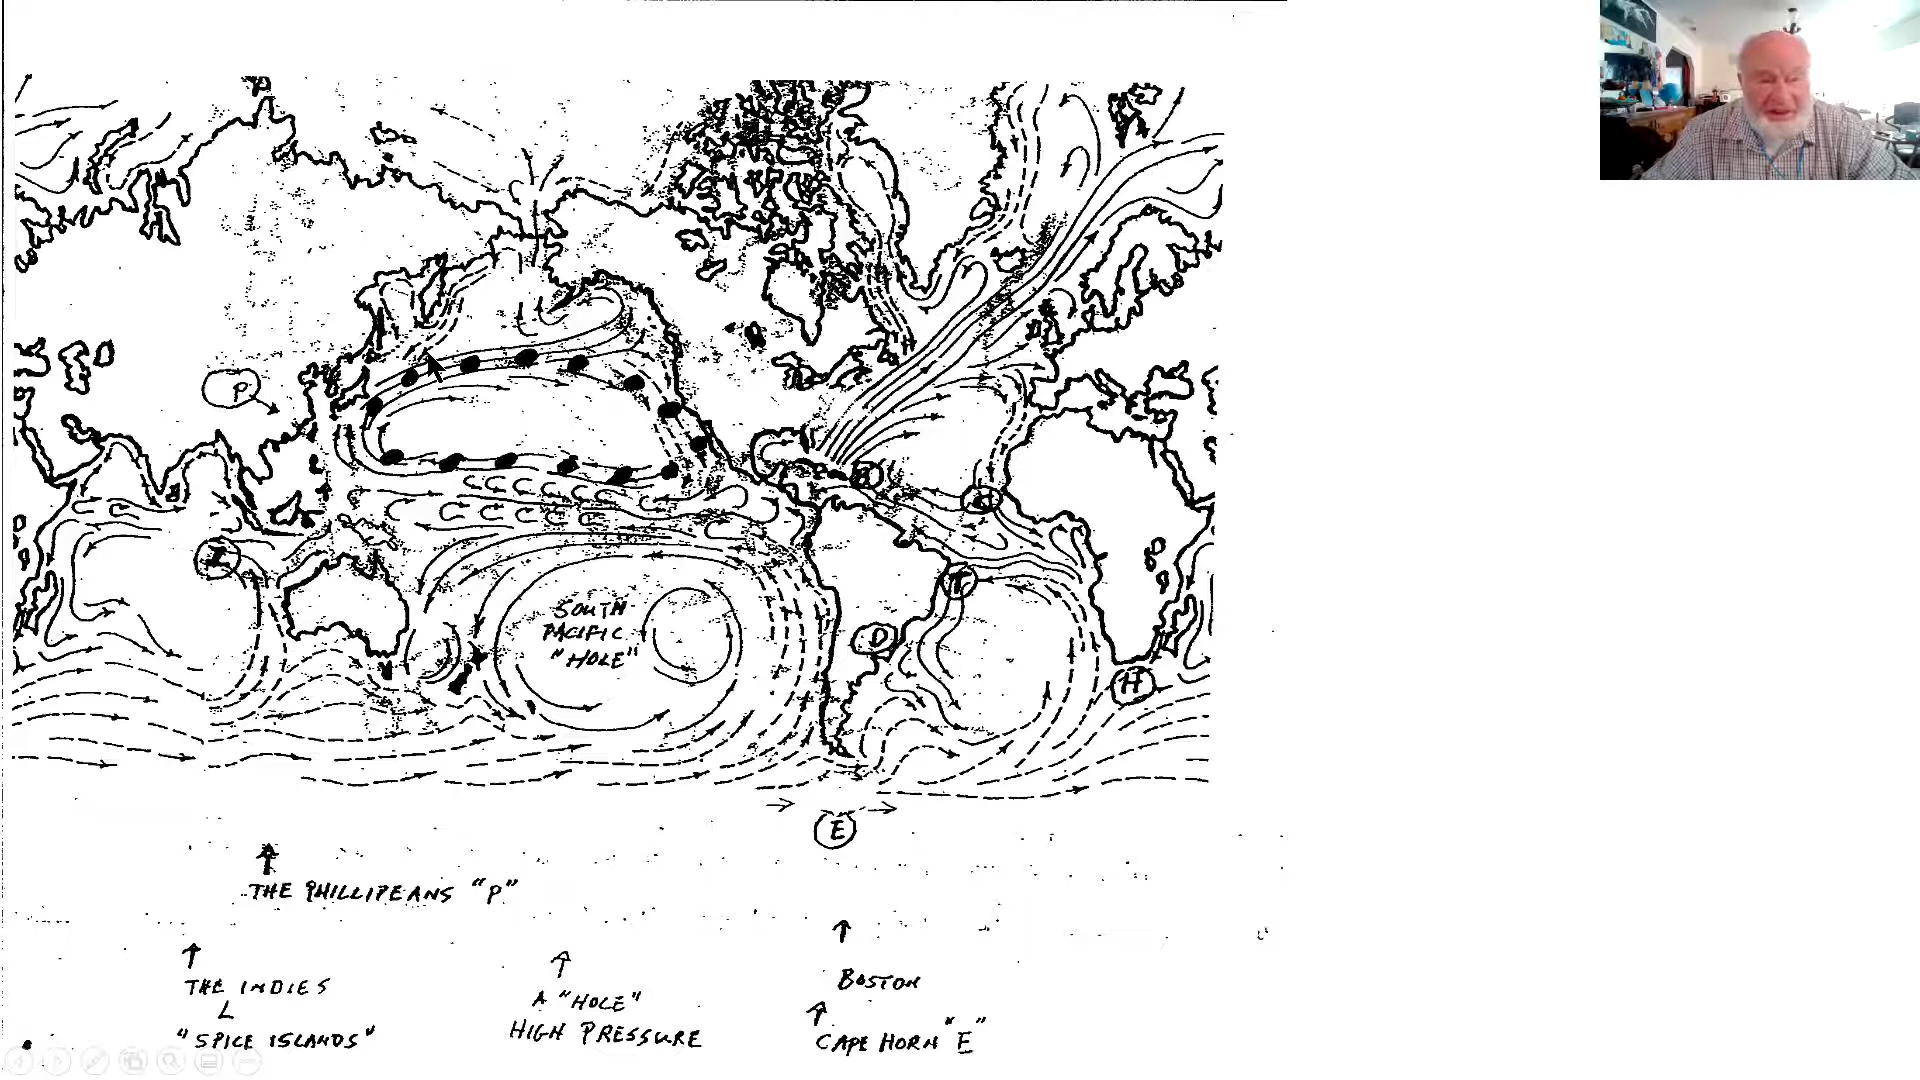 P
B
G
I
T
SOUTH
PACIFIC
"HOLE"
D
H
E
THE PHILLIPEANS "P"
THE INDIES
"SPICE ISLANDS"
A "HOLE"
HIGH PRESSURE
BOSTON
CAPE HORN "E"